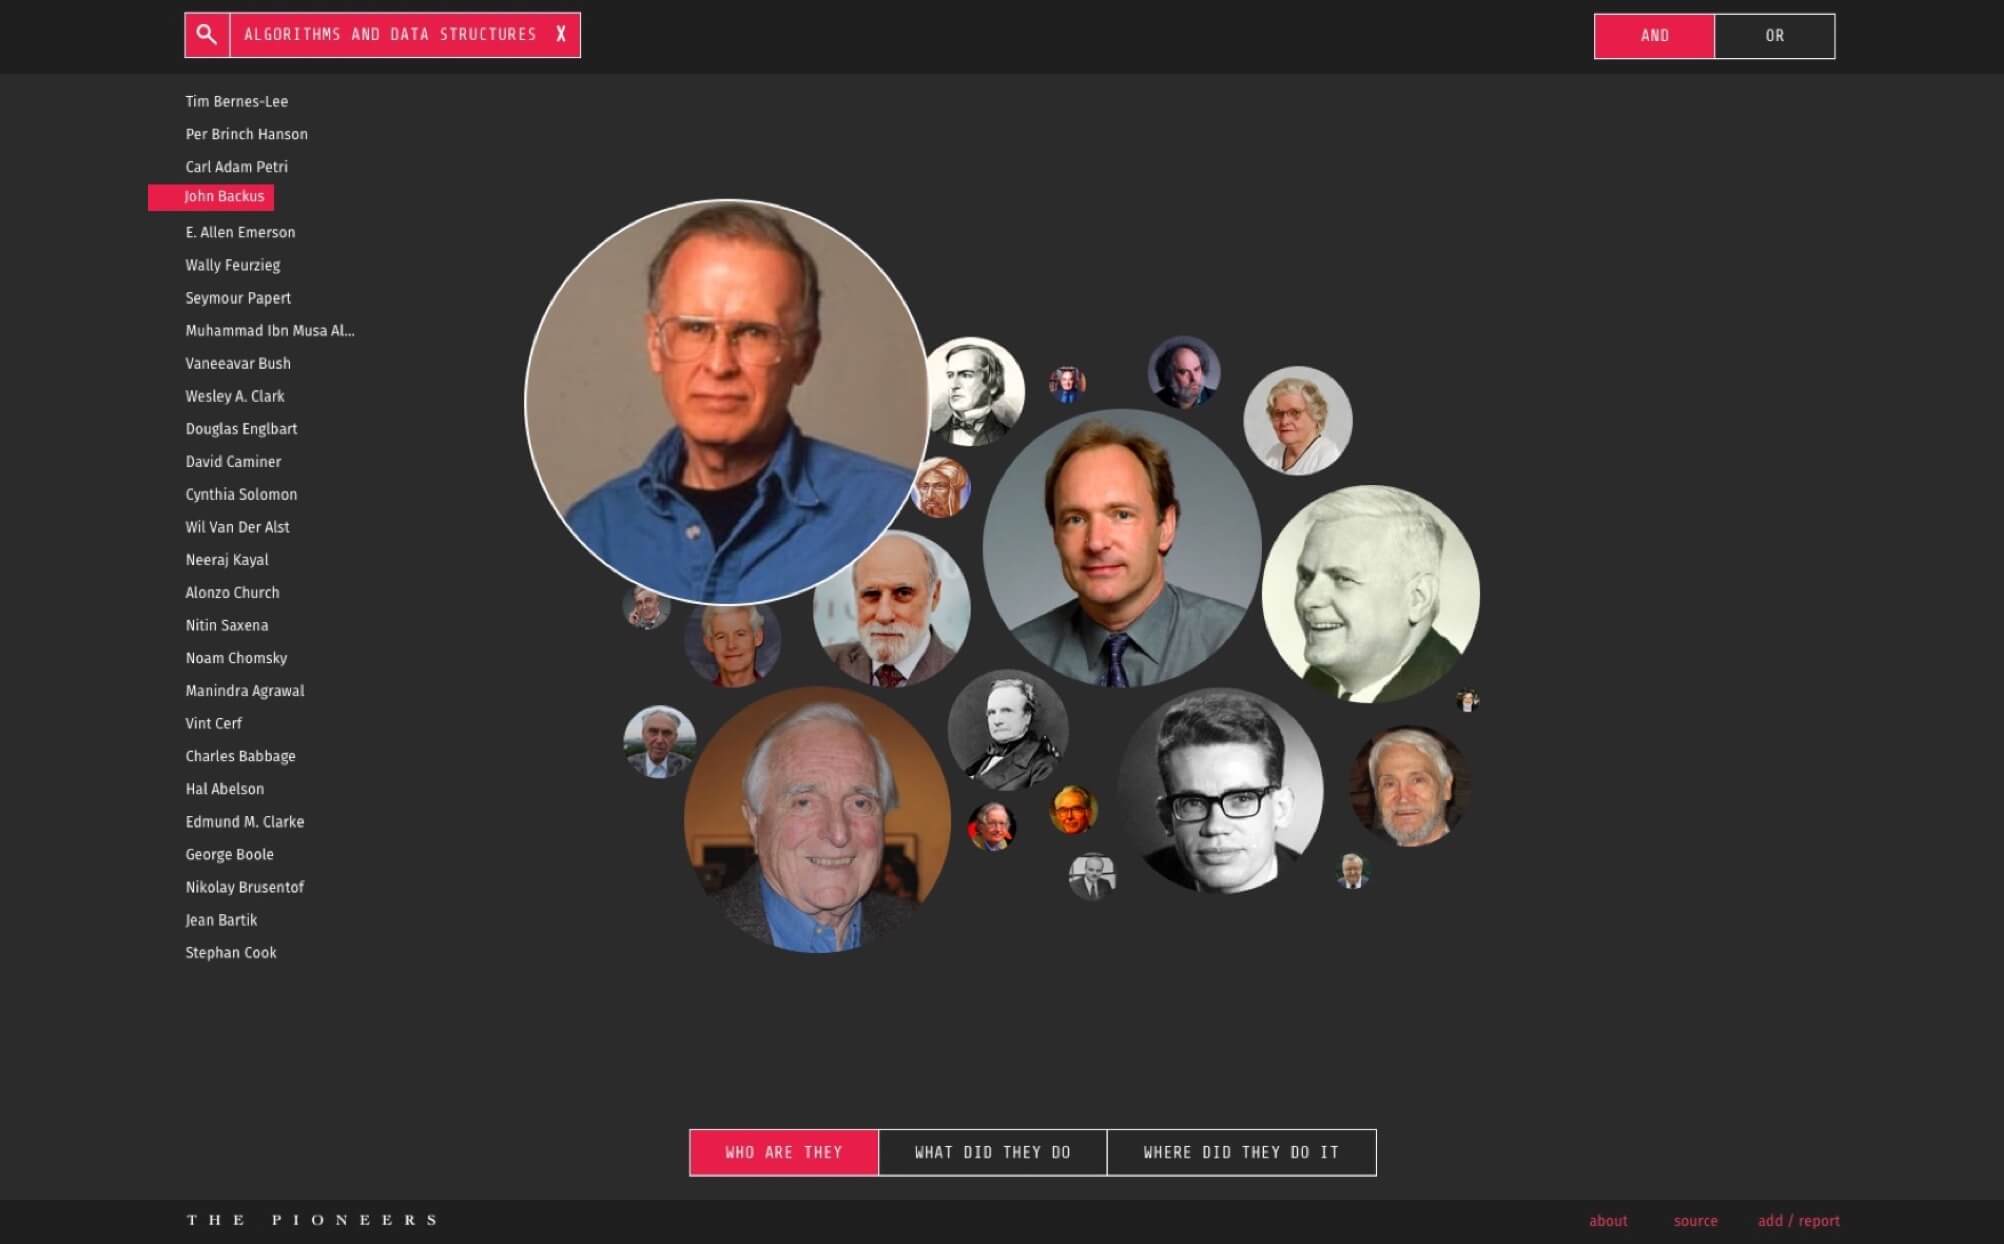 ALGORITHMS AND DATA STRUCTURES X
AND
OR
Tim Bernes-Lee
Per Brinch Hanson
Carl Adam Petri
John Backus
E. Allen Emerson
Wally Feurzieg
Seymour Papert
Muhammad Ibn Musa Al...
Vaneeavar Bush
Wesley A. Clark
Douglas Englbart
David Caminer
Cynthia Solomon
Wil Van Der Alst
Neeraj Kayal
Alonzo Church
Nitin Saxena
Noam Chomsky
Manindra Agrawal
Vint Cerf
Charles Babbage
Hal Abelson
Edmund M. Clarke
George Boole
Nikolay Brusentof
Jean Bartik
Stephan Cook
WHO ARE THEY
WHAT DID THEY DO
WHERE DID THEY DO IT
THE PIONEERS
about
source
add / report